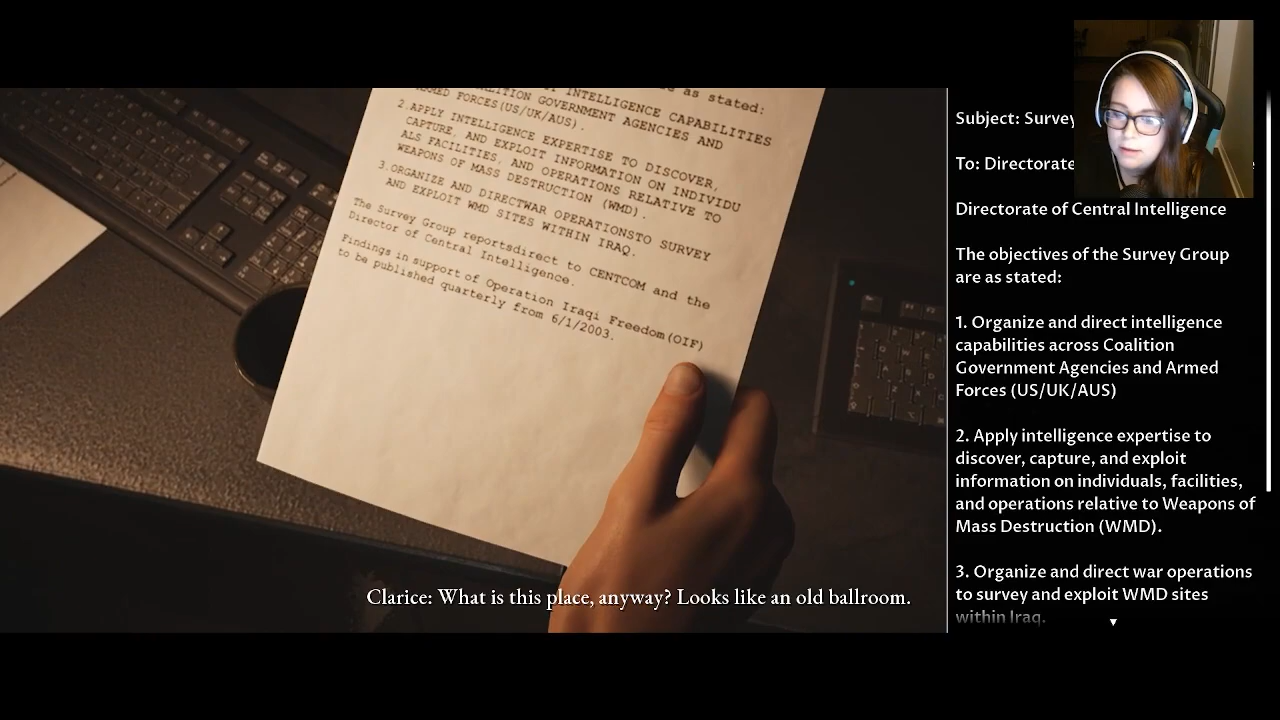 as stated:
INTELLIGENCE CAPABILITIES
COALITION GOVERNMENT AGENCIES AND
ARMED FORCES(US/UK/AUS).
2.APPLY INTELLIGENCE EXPERTISE TO DISCOVER,
CAPTURE, AND EXPLOIT INFORMATION ON INDIVIDU
ALS FACILITIES, AND OPERATIONS RELATIVE TO
WEAPONS OF MASS DESTRUCTION (WMD).
3.ORGANIZE AND DIRECTWAR OPERATIONSTO SURVEY
AND EXPLOIT WMD SITES WITHIN IRAQ.
The Survey Group reportsdirect to CENTCOM and the
Director of Central Intelligence.
Findings in support of Operation Iraqi Freedom(OIF)
to be published quarterly from 6/1/2003.
Clarice: What is this place, anyway? Looks like an old ballroom.
Subject: Survey
To: Directorate
Directorate of Central Intelligence
The objectives of the Survey Group
are as stated:
1. Organize and direct intelligence
capabilities across Coalition
Government Agencies and Armed
Forces (US/UK/AUS)
2. Apply intelligence expertise to
discover, capture, and exploit
information on individuals, facilities,
and operations relative to Weapons of
Mass Destruction (WMD).
3. Organize and direct war operations
to survey and exploit WMD sites
within Iraq.